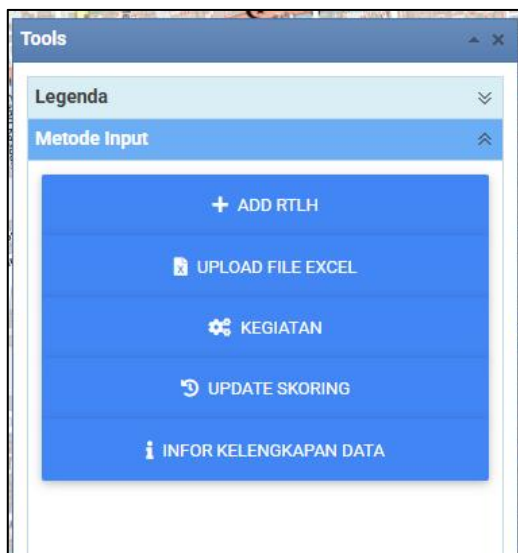 Tools
Legenda
Metode Input
ADD RTLH
UPLOAD FILE EXCEL
KEGIATAN
UPDATE SKORING
INFOR KELENGKAPAN DATA